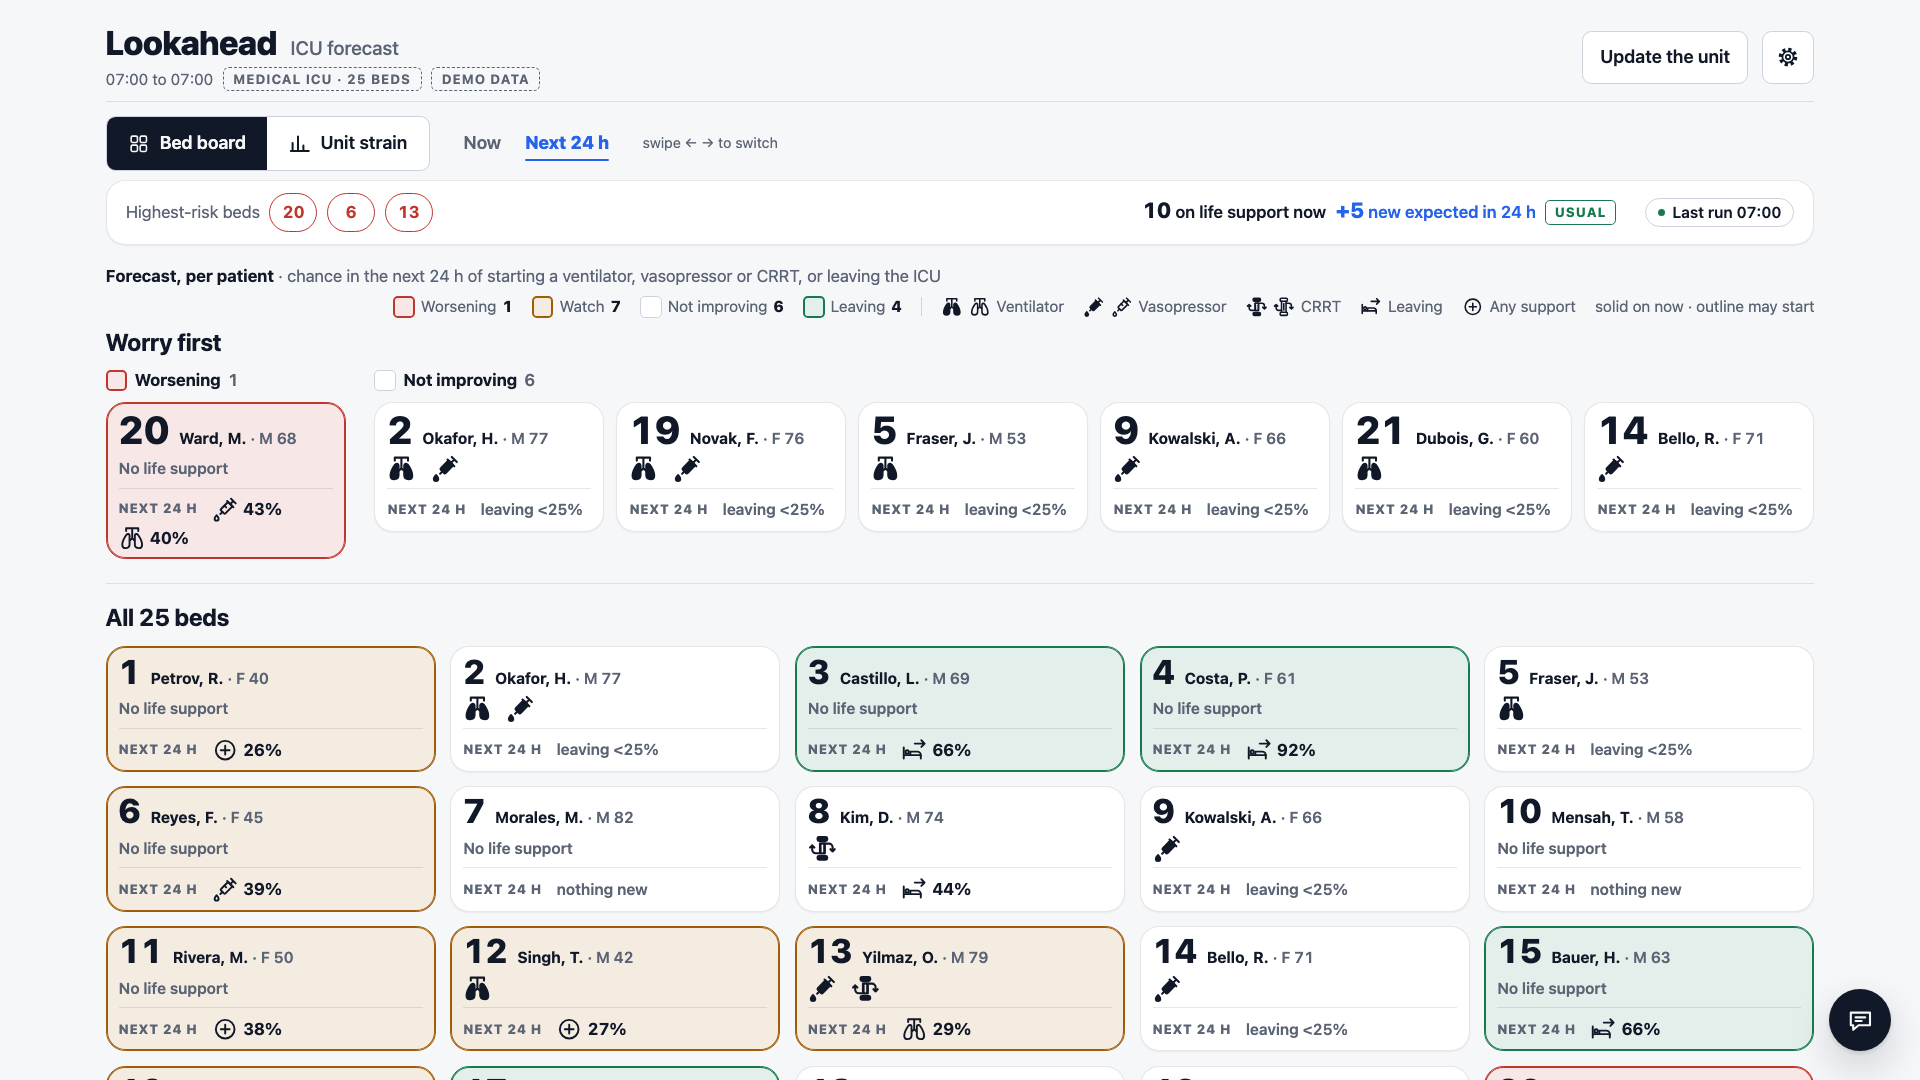 Lookahead ICU forecast
07:00 to 07:00 MEDICAL ICU · 25 BEDS DEMO DATA
Update the unit
Bed board Unit strain Now Next 24 h swipe ← → to switch
Highest-risk beds 20 6 13 10 on life support now +5 new expected in 24 h USUAL Last run 07:00
Forecast, per patient · chance in the next 24 h of starting a ventilator, vasopressor or CRRT, or leaving the ICU
Worsening 1 Watch 7 Not improving 6 Leaving 4 Ventilator Vasopressor CRRT Leaving Any support solid on now · outline may start
Worry first
Worsening 1
20 Ward, M. · M 68
No life support
NEXT 24 H 43%
40%
Not improving 6
2 Okafor, H. · M 77
NEXT 24 H leaving <25%
19 Novak, F. · F 76
NEXT 24 H leaving <25%
5 Fraser, J. · M 53
NEXT 24 H leaving <25%
9 Kowalski, A. · F 66
NEXT 24 H leaving <25%
21 Dubois, G. · F 60
NEXT 24 H leaving <25%
14 Bello, R. · F 71
NEXT 24 H leaving <25%
All 25 beds
1 Petrov, R. · F 40
No life support
NEXT 24 H 26%
2 Okafor, H. · M 77
NEXT 24 H leaving <25%
3 Castillo, L. · M 69
No life support
NEXT 24 H 66%
4 Costa, P. · F 61
No life support
NEXT 24 H 92%
5 Fraser, J. · M 53
NEXT 24 H leaving <25%
6 Reyes, F. · F 45
No life support
NEXT 24 H 39%
7 Morales, M. · M 82
No life support
NEXT 24 H nothing new
8 Kim, D. · M 74
NEXT 24 H 44%
9 Kowalski, A. · F 66
NEXT 24 H leaving <25%
10 Mensah, T. · M 58
No life support
NEXT 24 H nothing new
11 Rivera, M. · F 50
No life support
NEXT 24 H 38%
12 Singh, T. · M 42
NEXT 24 H 27%
13 Yilmaz, O. · M 79
NEXT 24 H 29%
14 Bello, R. · F 71
NEXT 24 H leaving <25%
15 Bauer, H. · M 63
No life support
NEXT 24 H 66%